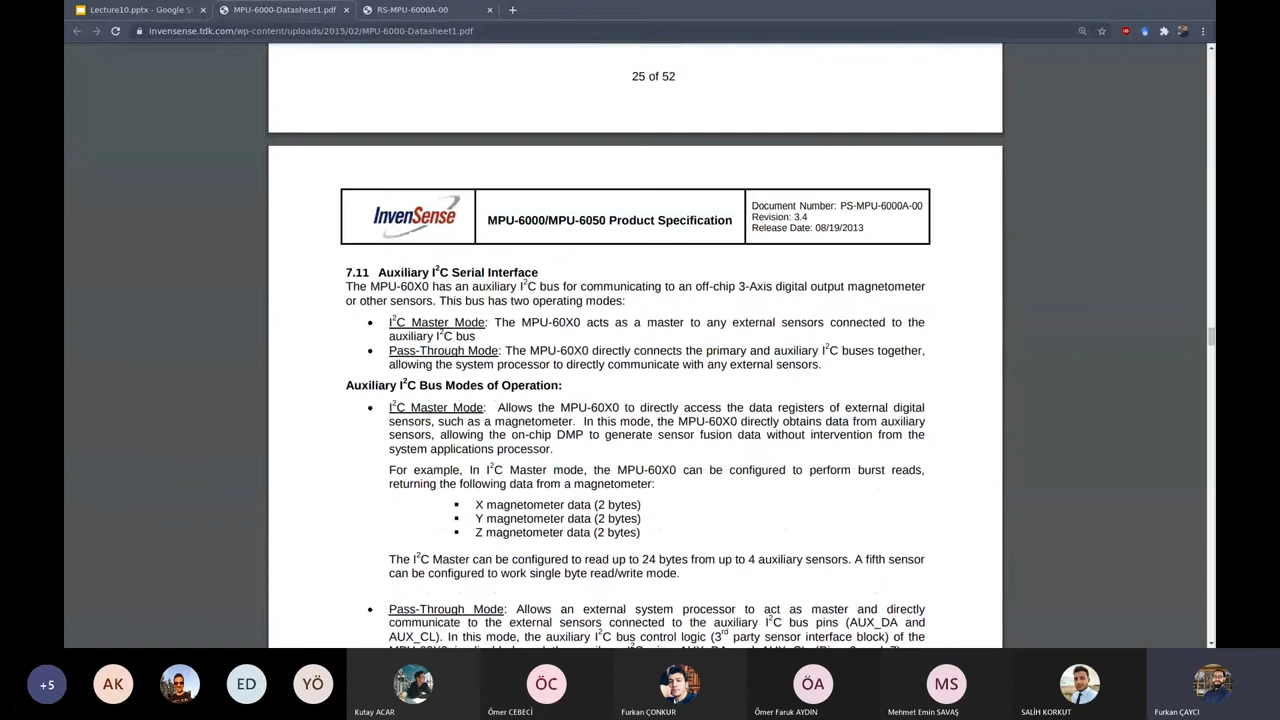 Lecture10.pptx - Google Sl
MPU-6000-Datasheet1.pdf
RS-MPU-6000A-00
invensense.tdk.com/wp-content/uploads/2015/02/MPU-6000-Datasheet1.pdf
25 of 52
InvenSense
MPU-6000/MPU-6050 Product Specification
Document Number: PS-MPU-6000A-00
Revision: 3.4
Release Date: 08/19/2013
7.11 Auxiliary I²C Serial Interface
The MPU-60X0 has an auxiliary I²C bus for communicating to an off-chip 3-Axis digital output magnetometer
or other sensors. This bus has two operating modes:
• I²C Master Mode: The MPU-60X0 acts as a master to any external sensors connected to the
auxiliary I²C bus
• Pass-Through Mode: The MPU-60X0 directly connects the primary and auxiliary I²C buses together,
allowing the system processor to directly communicate with any external sensors.
Auxiliary I²C Bus Modes of Operation:
• I²C Master Mode: Allows the MPU-60X0 to directly access the data registers of external digital
sensors, such as a magnetometer. In this mode, the MPU-60X0 directly obtains data from auxiliary
sensors, allowing the on-chip DMP to generate sensor fusion data without intervention from the
system applications processor.
For example, In I²C Master mode, the MPU-60X0 can be configured to perform burst reads,
returning the following data from a magnetometer:
▪ X magnetometer data (2 bytes)
▪ Y magnetometer data (2 bytes)
▪ Z magnetometer data (2 bytes)
The I²C Master can be configured to read up to 24 bytes from up to 4 auxiliary sensors. A fifth sensor
can be configured to work single byte read/write mode.
• Pass-Through Mode: Allows an external system processor to act as master and directly
communicate to the external sensors connected to the auxiliary I²C bus pins (AUX_DA and
AUX_CL). In this mode, the auxiliary I²C bus control logic (3rd party sensor interface block) of the
+5
AK
ED
YÖ
ÖC
ÖA
MS
Kutay ACAR
Ömer CEBECİ
Furkan ÇONKUR
Ömer Faruk AYDIN
Mehmet Emin SAVAŞ
SALİH KORKUT
Furkan ÇAYCI